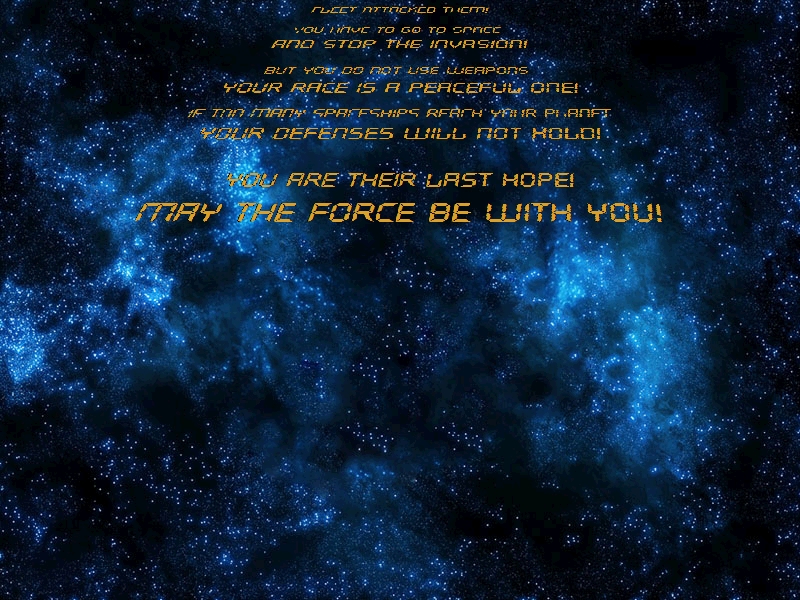 FLEET ATTACKED THEM!
YOU HAVE TO GO TO SPACE
AND STOP THE INVASION!
BUT YOU DO NOT USE WEAPONS
YOUR RACE IS A PEACEFUL ONE!
IF TOO MANY SPACESHIPS REACH YOUR PLANET
YOUR DEFENSES WILL NOT HOLD!
YOU ARE THEIR LAST HOPE!
MAY THE FORCE BE WITH YOU!